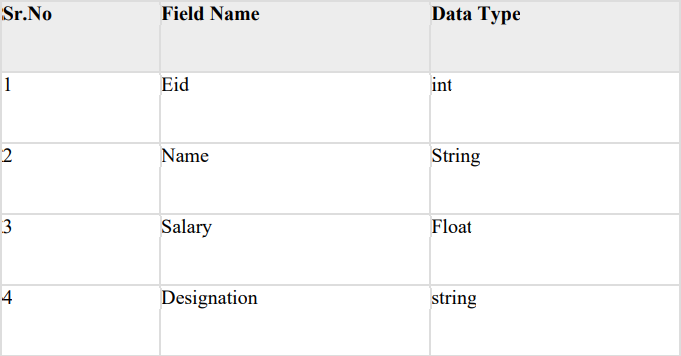 Sr.No Field Name Data Type
1 Eid int
2 Name String
3 Salary Float
4 Designation string